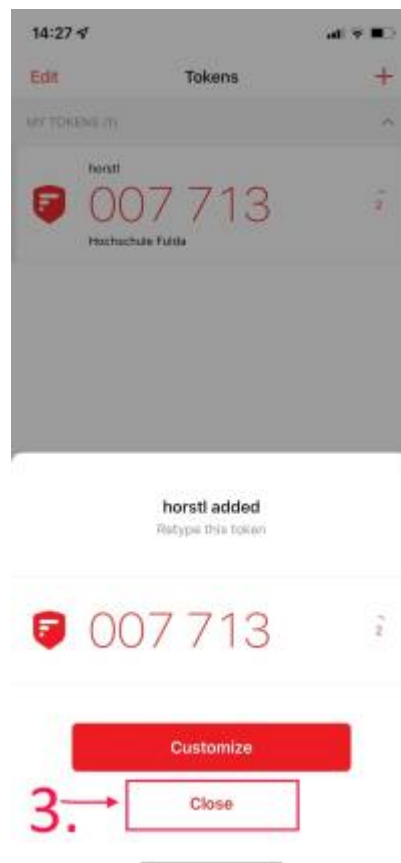 14:27
Edit
Tokens
+
MY TOKENS (1)
horstl
007 713
2
Hochschule Fulda
horstl added
Retype this token
007 713
2
Customize
3.
Close